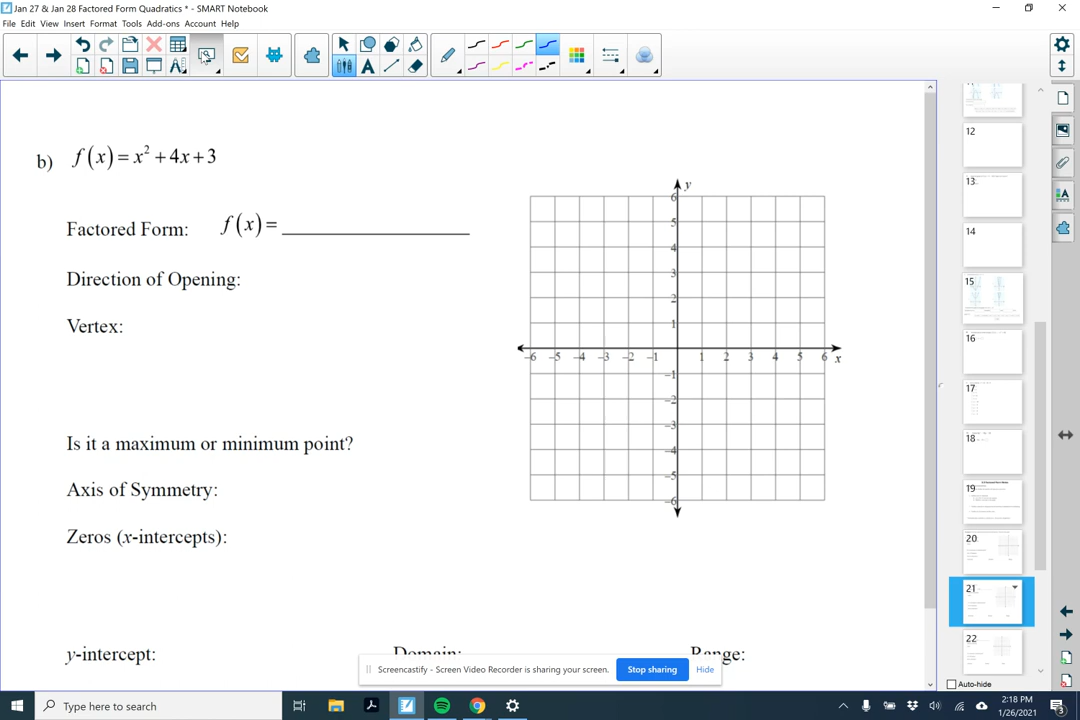 Jan 27 & Jan 28 Factored Form Quadratics * - SMART Notebook
File Edit View Insert Format Tools Add-ons Account Help
b) f(x) = x² + 4x + 3
Factored Form: f(x) = ____________________
Direction of Opening:
Vertex:
Is it a maximum or minimum point?
Axis of Symmetry:
Zeros (x-intercepts):
y-intercept: Domain: Range:
y
6
5
4
3
2
1
-6 -5 -4 -3 -2 -1 1 2 3 4 5 6 x
-1
-2
-3
-4
-5
-6
12
13
14
15
16
17
18
19
20
21
22
Screencastify - Screen Video Recorder is sharing your screen. Stop sharing Hide
Auto-hide
Type here to search
2:18 PM
1/26/2021
3